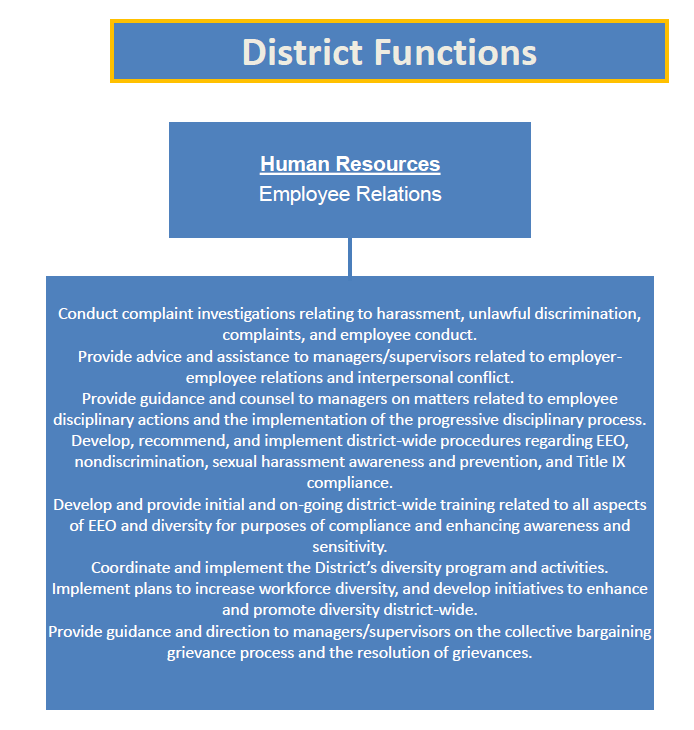 District Functions
Human Resources
Employee Relations
Conduct complaint investigations relating to harassment, unlawful discrimination,
complaints, and employee conduct.
Provide advice and assistance to managers/supervisors related to employer-
employee relations and interpersonal conflict.
Provide guidance and counsel to managers on matters related to employee
disciplinary actions and the implementation of the progressive disciplinary process.
Develop, recommend, and implement district-wide procedures regarding EEO,
nondiscrimination, sexual harassment awareness and prevention, and Title IX
compliance.
Develop and provide initial and on-going district-wide training related to all aspects
of EEO and diversity for purposes of compliance and enhancing awareness and
sensitivity.
Coordinate and implement the District’s diversity program and activities.
Implement plans to increase workforce diversity, and develop initiatives to enhance
and promote diversity district-wide.
Provide guidance and direction to managers/supervisors on the collective bargaining
grievance process and the resolution of grievances.